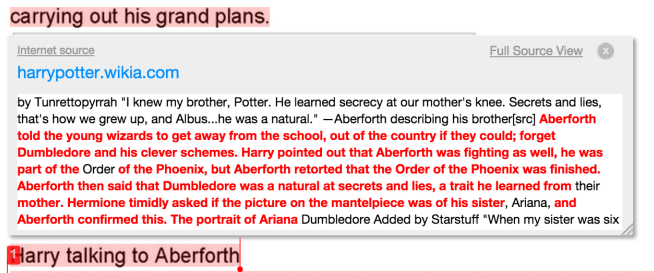 carrying out his grand plans.
Internet source
Full Source View x
harrypotter.wikia.com
by Tunrettopyrrah "I knew my brother, Potter. He learned secrecy at our mother's knee. Secrets and lies,
that's how we grew up, and Albus...he was a natural." —Aberforth describing his brother[src] Aberforth
told the young wizards to get away from the school, out of the country if they could; forget
Dumbledore and his clever schemes. Harry pointed out that Aberforth was fighting as well, he was
part of the Order of the Phoenix, but Aberforth retorted that the Order of the Phoenix was finished.
Aberforth then said that Dumbledore was a natural at secrets and lies, a trait he learned from their
mother. Hermione timidly asked if the picture on the mantelpiece was of his sister, Ariana, and
Aberforth confirmed this. The portrait of Ariana Dumbledore Added by Starstuff "When my sister was six
1 Harry talking to Aberforth